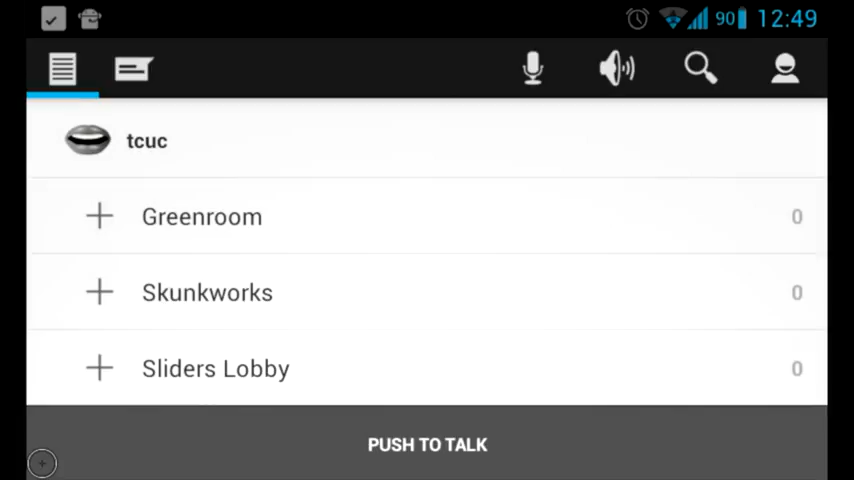 90 12:49
tcuc
Greenroom 0
Skunkworks 0
Sliders Lobby 0
PUSH TO TALK